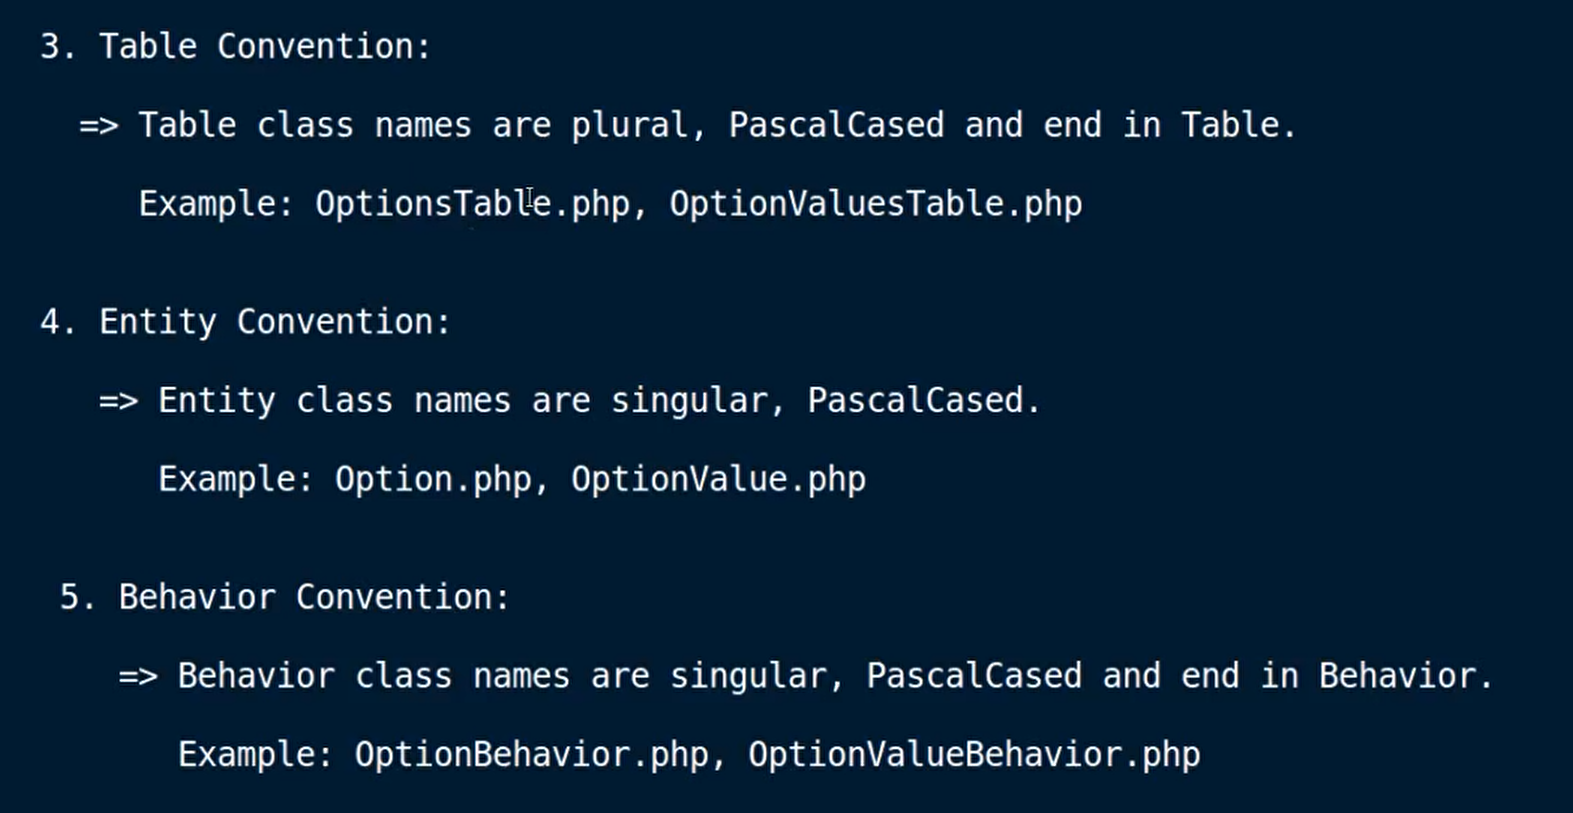 3. Table Convention:
=> Table class names are plural, PascalCased and end in Table.
Example: OptionsTable.php, OptionValuesTable.php
4. Entity Convention:
=> Entity class names are singular, PascalCased.
Example: Option.php, OptionValue.php
5. Behavior Convention:
=> Behavior class names are singular, PascalCased and end in Behavior.
Example: OptionBehavior.php, OptionValueBehavior.php